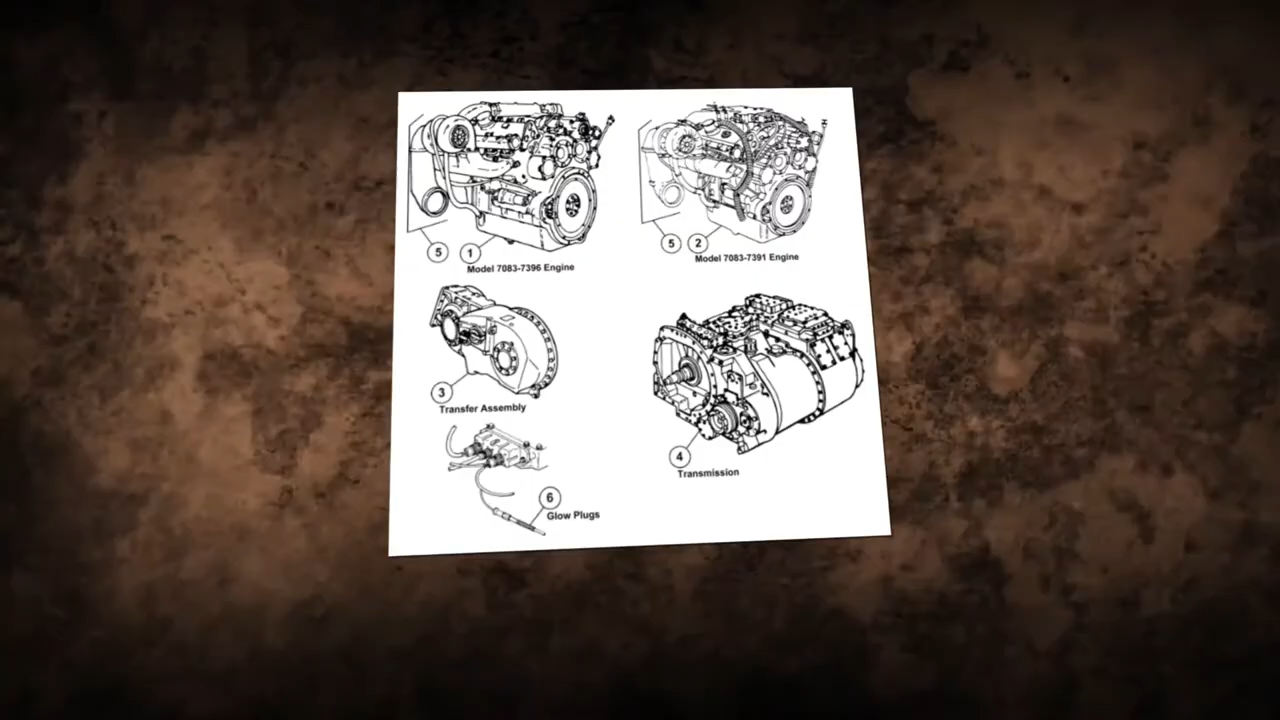 5
1
Model 7083-7396 Engine
5
2
Model 7083-7391 Engine
3
Transfer Assembly
4
Transmission
6
Glow Plugs